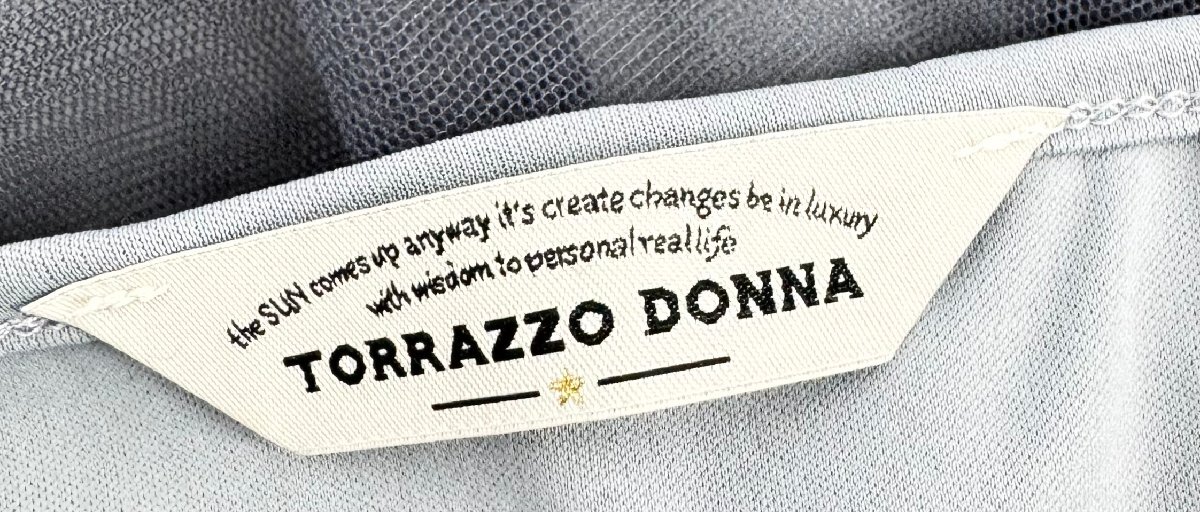 the SUN comes up anyway it's create changes be in luxury
with wisdom to personal real life
TORRAZZO DONNA